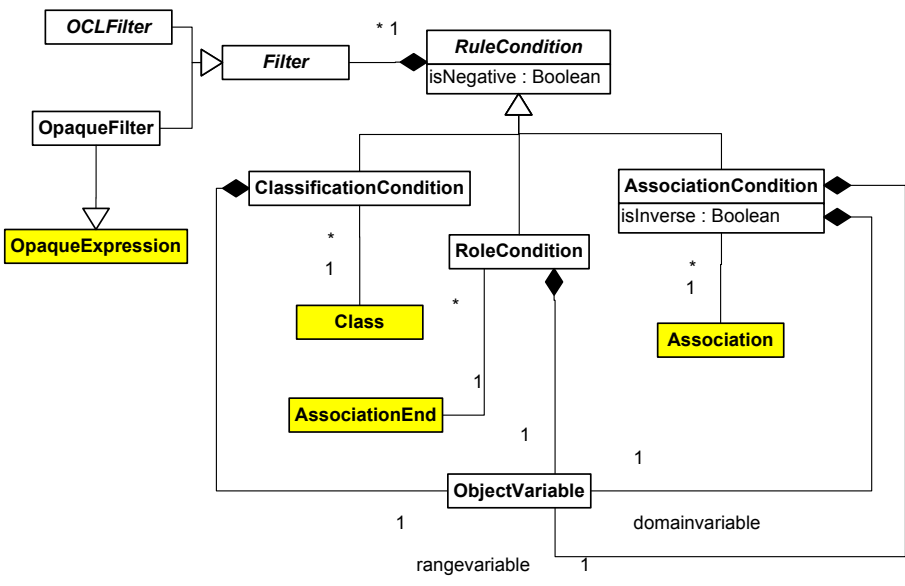 OCLFilter
* 1
RuleCondition
Filter
isNegative : Boolean
OpaqueFilter
ClassificationCondition
AssociationCondition
isInverse : Boolean
OpaqueExpression
*
RoleCondition
*
1
1
*
Class
Association
1
AssociationEnd
1
1
ObjectVariable
1
domainvariable
rangevariable
1